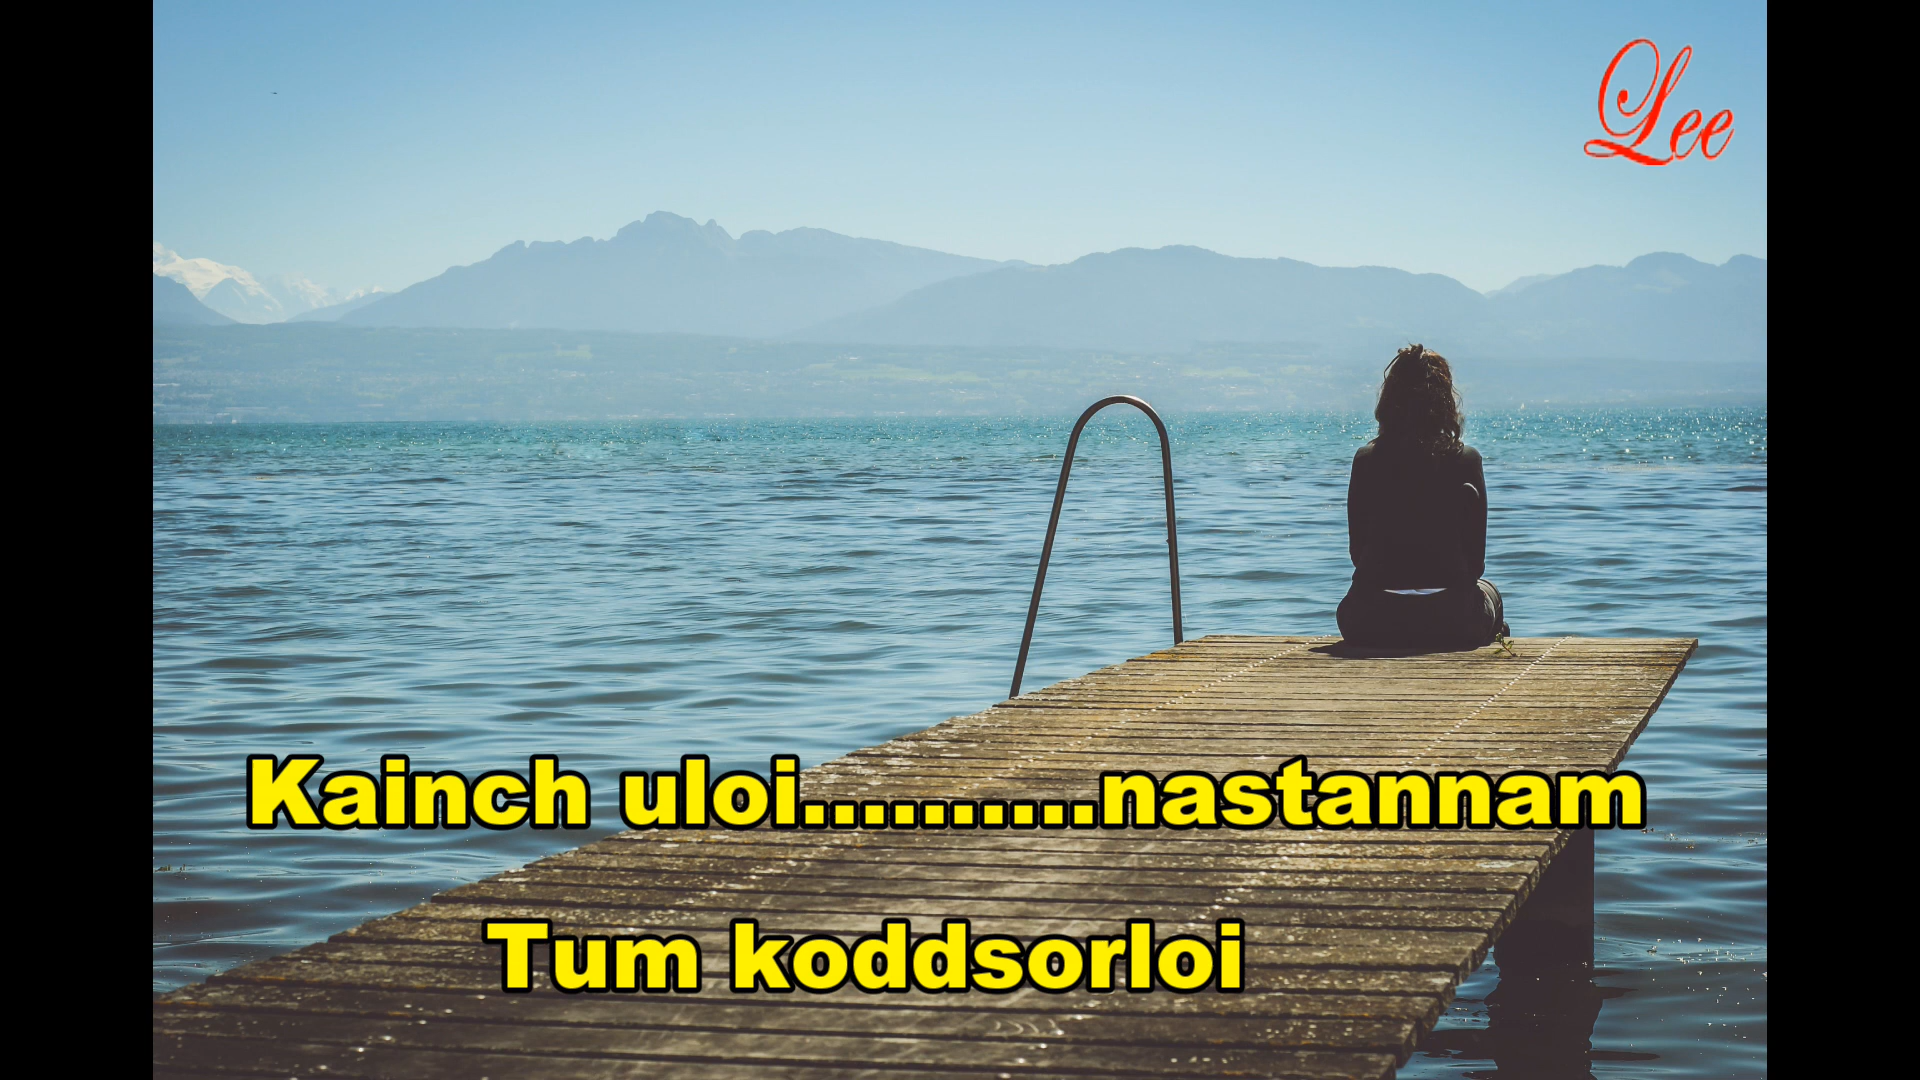 Lee
Kainch uloi..........nastannam
Tum koddsorloi